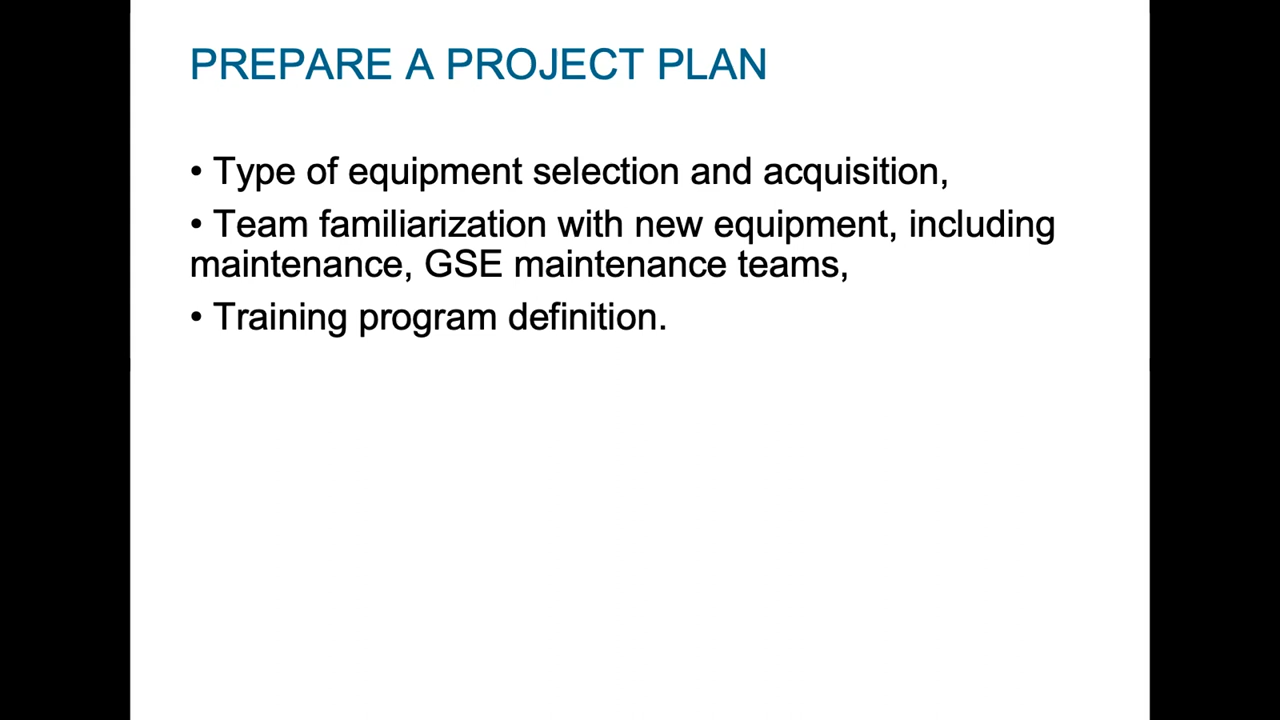 PREPARE A PROJECT PLAN
• Type of equipment selection and acquisition,
• Team familiarization with new equipment, including
maintenance, GSE maintenance teams,
• Training program definition.